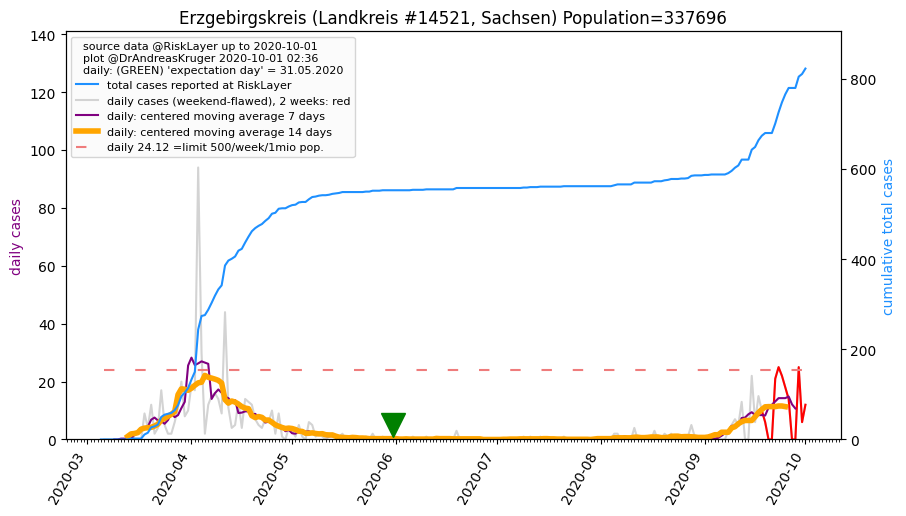 Erzgebirgskreis (Landkreis #14521, Sachsen) Population=337696
source data @RiskLayer up to 2020-10-01
plot @DrAndreasKruger 2020-10-01 02:36
daily: (GREEN) 'expectation day' = 31.05.2020
total cases reported at RiskLayer
daily cases (weekend-flawed), 2 weeks: red
daily: centered moving average 7 days
daily: centered moving average 14 days
daily 24.12 =limit 500/week/1mio pop.
daily cases
140
120
100
80
60
40
20
0
cumulative total cases
800
600
400
200
0
2020-03
2020-04
2020-05
2020-06
2020-07
2020-08
2020-09
2020-10